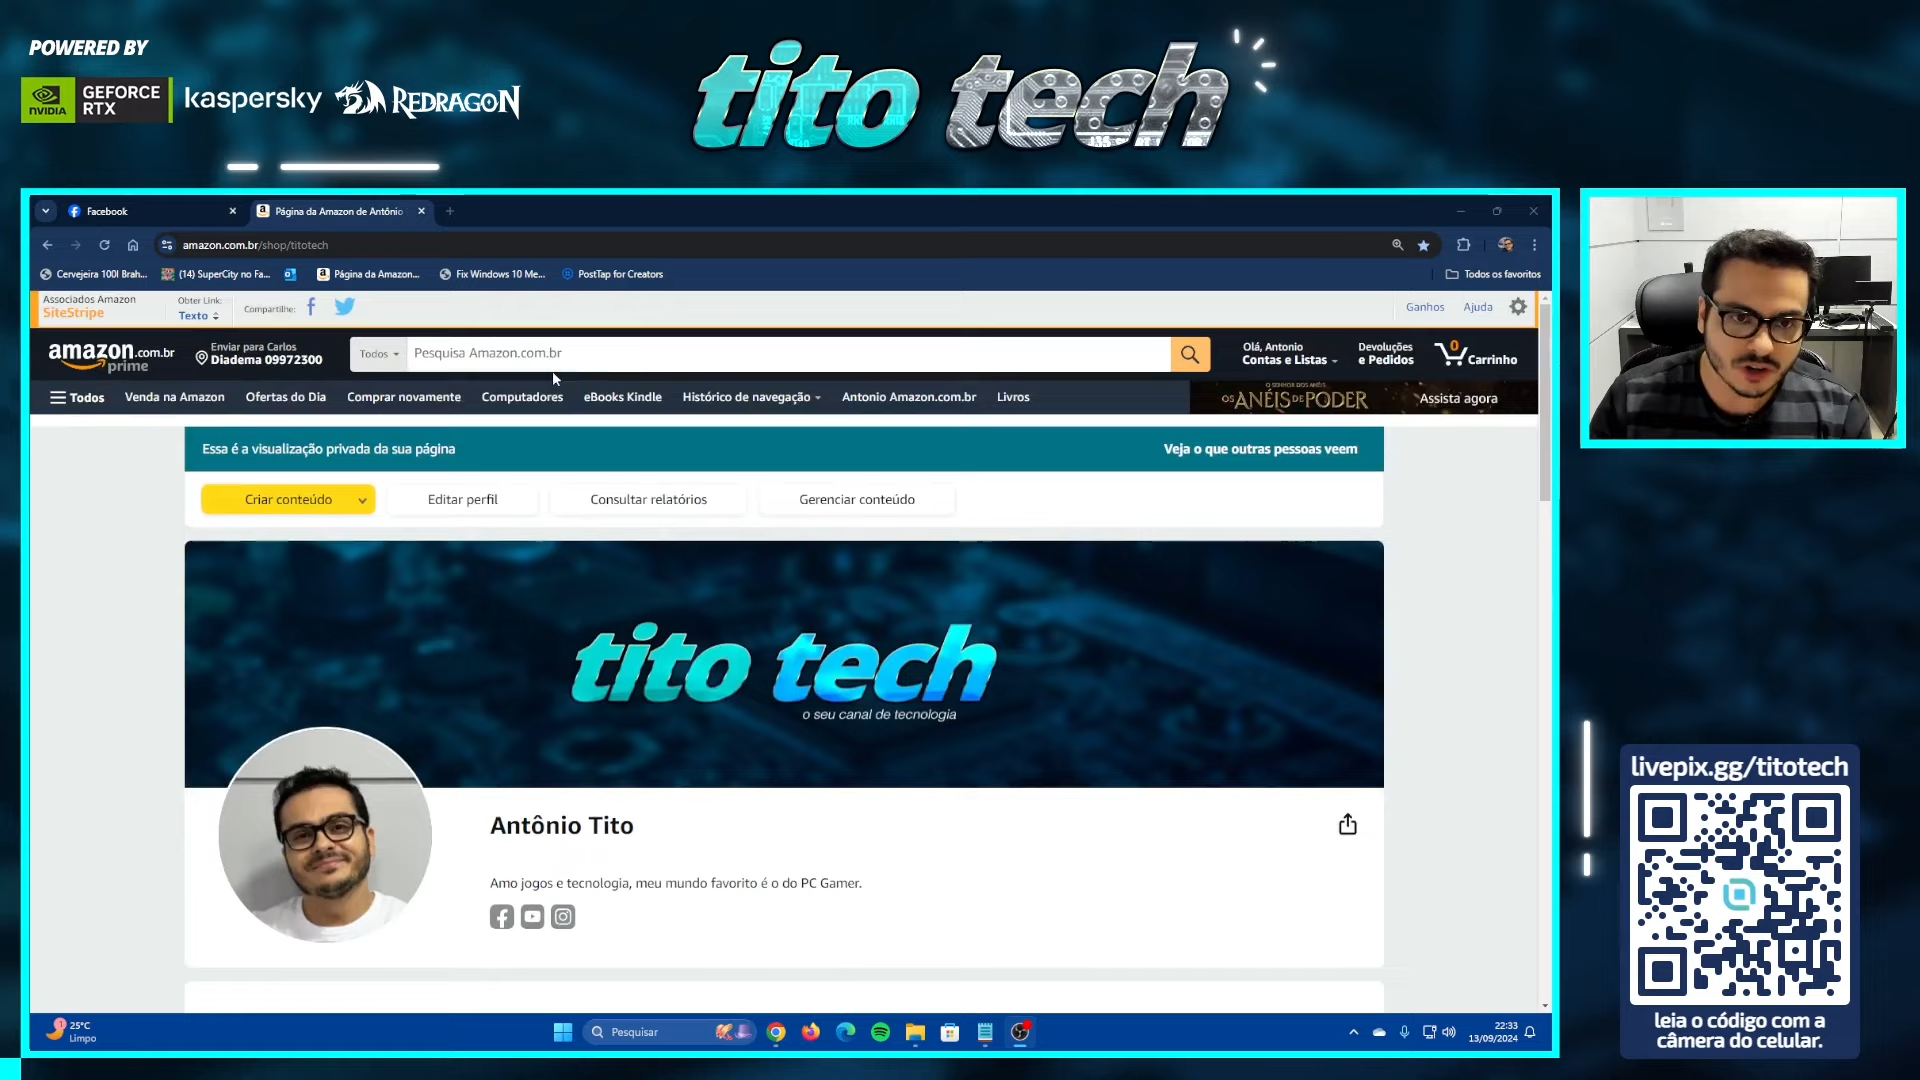 POWERED BY
NVIDIA
GEFORCE
RTX
kaspersky
REDRAGON
tito tech
Facebook
Página da Amazon de Antônio
amazon.com.br/shop/titotech
Cervejeira 100l Brah...
(14) SuperCity no Fa...
Página da Amazon...
Fix Windows 10 Me...
PostTap for Creators
Todos os favoritos
Associados Amazon
SiteStripe
Obter Link:
Texto
Compartilhe:
Ganhos
Ajuda
amazon.com.br
prime
Enviar para Carlos
Diadema 09972300
Todos
Pesquisa Amazon.com.br
Olá, Antonio
Contas e Listas
Devoluções
e Pedidos
0
Carrinho
Todos
Venda na Amazon
Ofertas do Dia
Comprar novamente
Computadores
eBooks Kindle
Histórico de navegação
Antonio Amazon.com.br
Livros
O SENHOR DOS ANÉIS
OS ANÉIS DE PODER
Assista agora
Essa é a visualização privada da sua página
Veja o que outras pessoas veem
Criar conteúdo
Editar perfil
Consultar relatórios
Gerenciar conteúdo
tito tech
o seu canal de tecnologia
Antônio Tito
Amo jogos e tecnologia, meu mundo favorito é o do PC Gamer.
1
25°C
Limpo
Pesquisar
22:33
13/09/2024
livepix.gg/titotech
leia o código com a
câmera do celular.